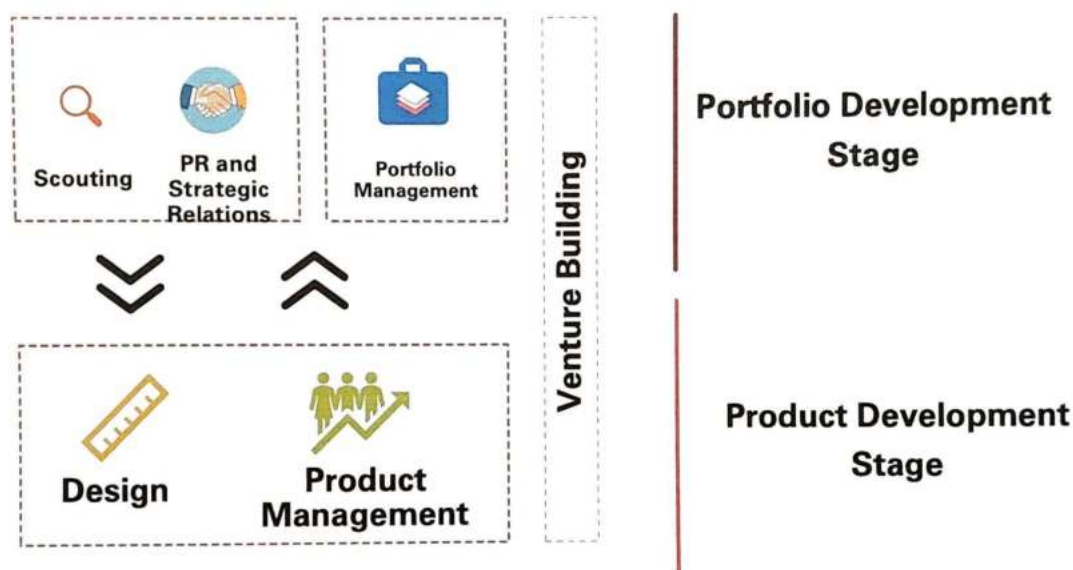 Scouting
PR and
Strategic
Relations
Portfolio
Management
Venture Building
Portfolio Development
Stage
Design
Product
Management
Product Development
Stage